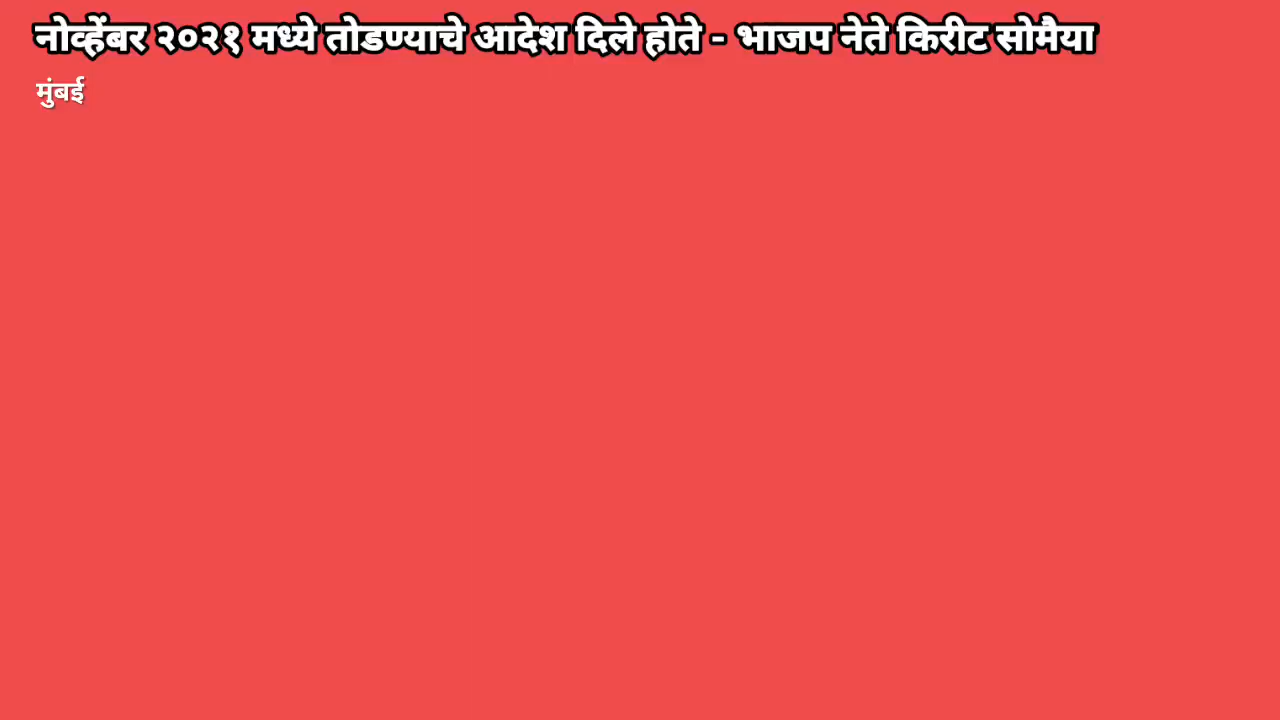 नोव्हेंबर २०२१ मध्ये तोडण्याचे आदेश दिले होते - भाजप नेते किरीट सोमैया
मुंबई